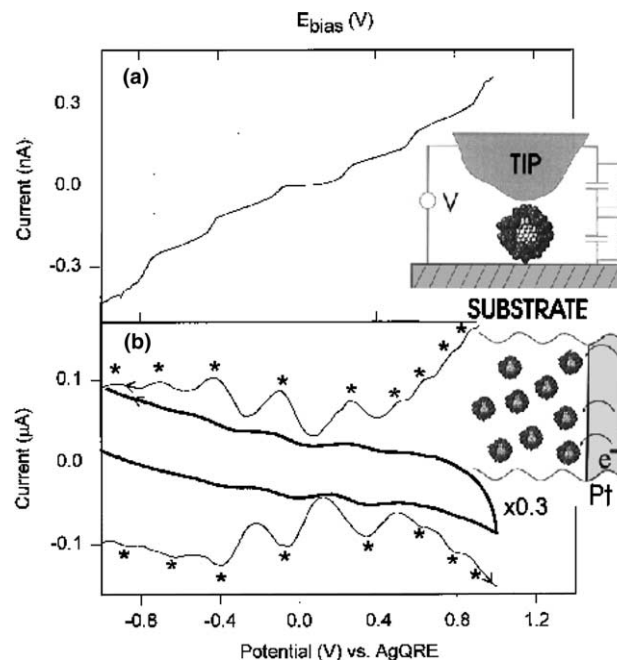 E_bias (V)
(a)
0.3
0.0
-0.3
Current (nA)
TIP
V
SUBSTRATE
(b)
* * * * * * * * *
0.1
0.0
-0.1
Current (µA)
x0.3
* * * * * * * *
e⁻
Pt
-0.8 -0.4 0.0 0.4 0.8 1.2
Potential (V) vs. AgQRE